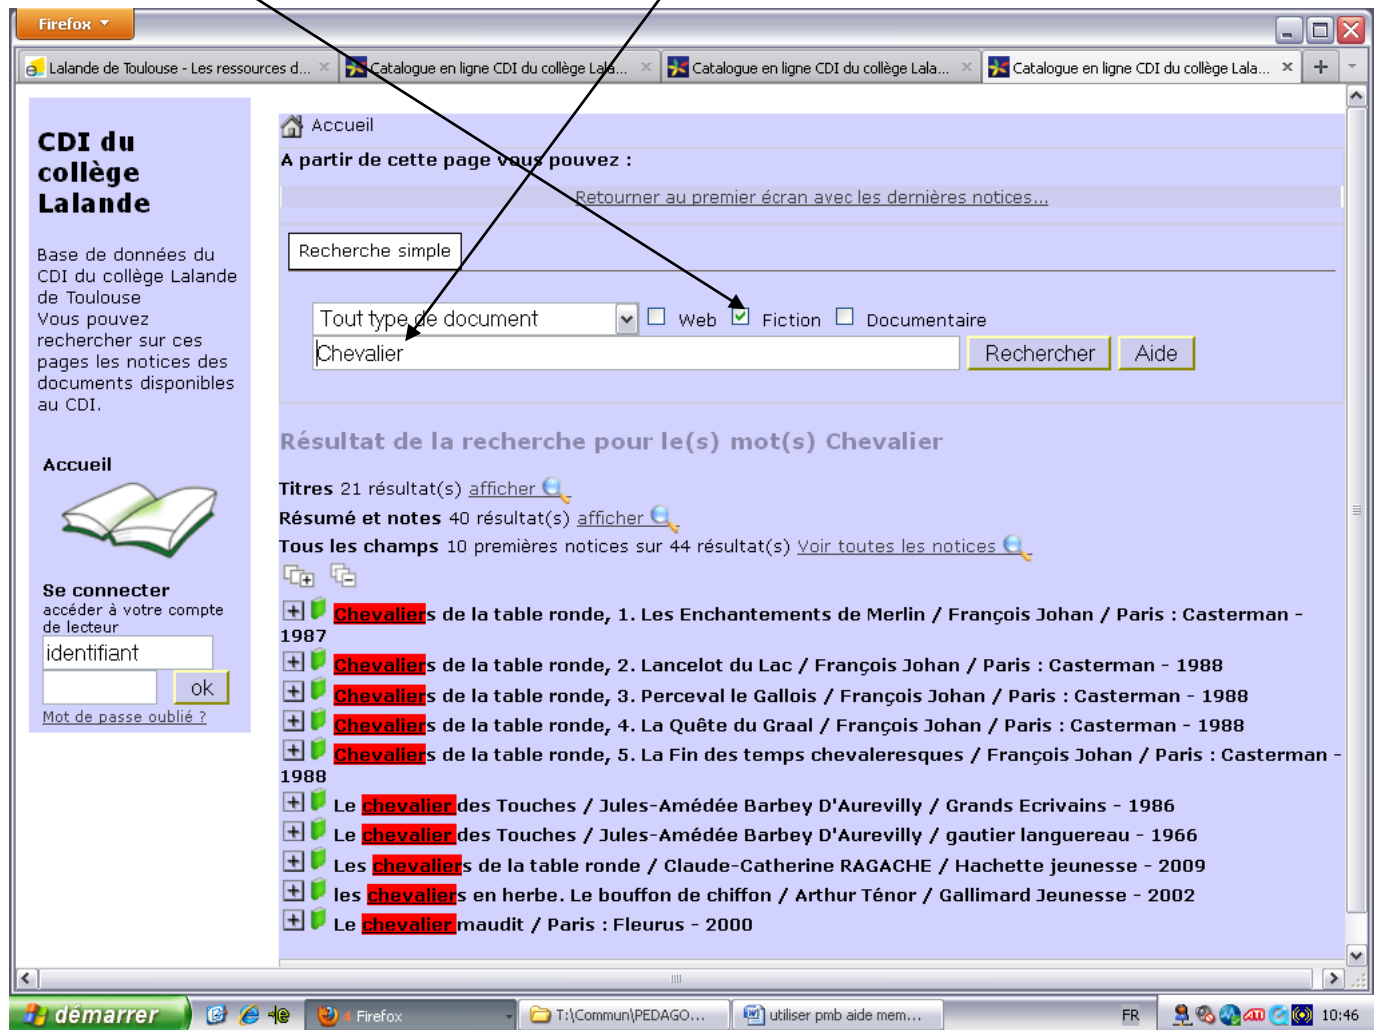 Firefox
Lalande de Toulouse - Les ressources d...
Catalogue en ligne CDI du collège Lala...
Catalogue en ligne CDI du collège Lala...
Catalogue en ligne CDI du collège Lala...
CDI du
collège
Lalande
Base de données du
CDI du collège Lalande
de Toulouse
Vous pouvez
rechercher sur ces
pages les notices des
documents disponibles
au CDI.
Accueil
Se connecter
accéder à votre compte
de lecteur
identifiant
ok
Mot de passe oublié ?
Accueil
A partir de cette page vous pouvez :
Retourner au premier écran avec les dernières notices...
Recherche simple
Tout type de document Web Fiction Documentaire
Chevalier Rechercher Aide
Résultat de la recherche pour le(s) mot(s) Chevalier
Titres 21 résultat(s) afficher
Résumé et notes 40 résultat(s) afficher
Tous les champs 10 premières notices sur 44 résultat(s) Voir toutes les notices
Chevaliers de la table ronde, 1. Les Enchantements de Merlin / François Johan / Paris : Casterman -
1987
Chevaliers de la table ronde, 2. Lancelot du Lac / François Johan / Paris : Casterman - 1988
Chevaliers de la table ronde, 3. Perceval le Gallois / François Johan / Paris : Casterman - 1988
Chevaliers de la table ronde, 4. La Quête du Graal / François Johan / Paris : Casterman - 1988
Chevaliers de la table ronde, 5. La Fin des temps chevaleresques / François Johan / Paris : Casterman -
1988
Le chevalier des Touches / Jules-Amédée Barbey D'Aurevilly / Grands Ecrivains - 1986
Le chevalier des Touches / Jules-Amédée Barbey D'Aurevilly / gautier languereau - 1966
Les chevaliers de la table ronde / Claude-Catherine RAGACHE / Hachette jeunesse - 2009
les chevaliers en herbe. Le bouffon de chiffon / Arthur Ténor / Gallimard Jeunesse - 2002
Le chevalier maudit / Paris : Fleurus - 2000
démarrer 4 Firefox T:\Commun\PEDAGO... utiliser pmb aide mem... FR 10:46